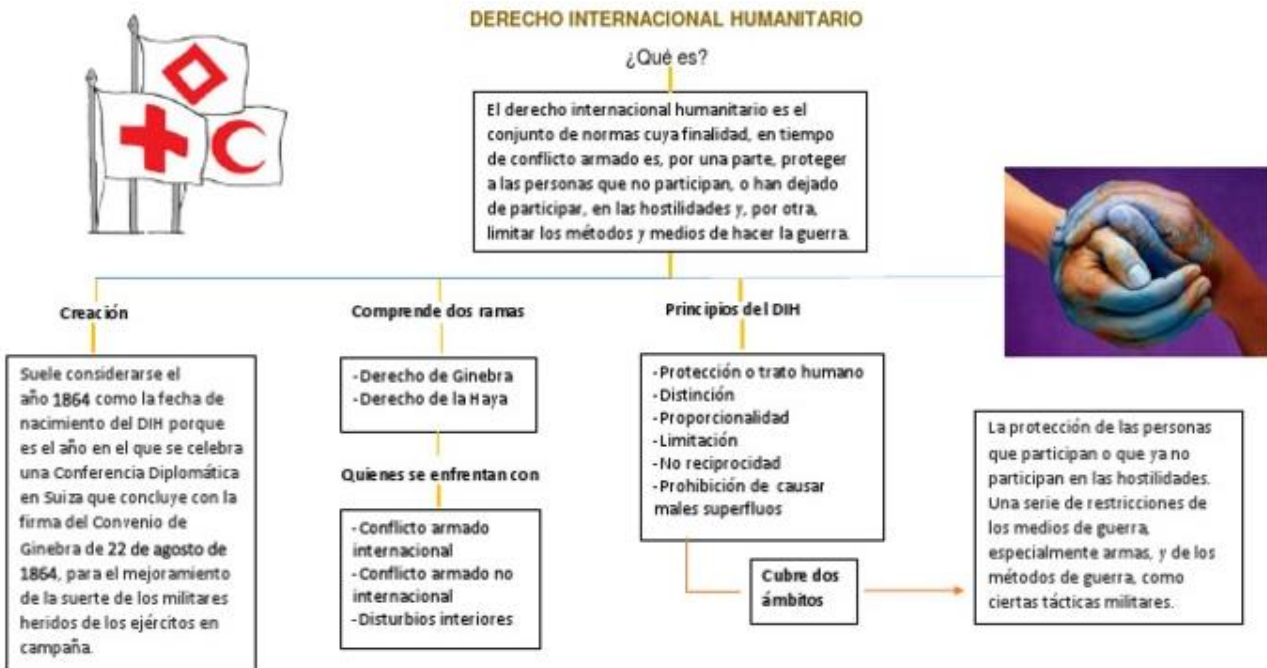 DERECHO INTERNACIONAL HUMANITARIO
¿Qué es?
El derecho internacional humanitario es el
conjunto de normas cuya finalidad, en tiempo
de conflicto armado es, por una parte, proteger
a las personas que no participan, o han dejado
de participar, en las hostilidades y, por otra,
limitar los métodos y medios de hacer la guerra.
Creación
Suele considerarse el
año 1864 como la fecha de
nacimiento del DIH porque
es el año en el que se celebra
una Conferencia Diplomática
en Suiza que concluye con la
firma del Convenio de
Ginebra de 22 de agosto de
1864, para el mejoramiento
de la suerte de los militares
heridos de los ejércitos en
campaña.
Comprende dos ramas
-Derecho de Ginebra
-Derecho de la Haya
Quienes se enfrentan con
-Conflicto armado
internacional
-Conflicto armado no
internacional
-Disturbios interiores
Principios del DIH
-Protección o trato humano
-Distinción
-Proporcionalidad
-Limitación
-No reciprocidad
-Prohibición de causar
males superfluos
Cubre dos
ámbitos
La protección de las personas
que participan o que ya no
participan en las hostilidades.
Una serie de restricciones de
los medios de guerra,
especialmente armas, y de los
métodos de guerra, como
ciertas tácticas militares.